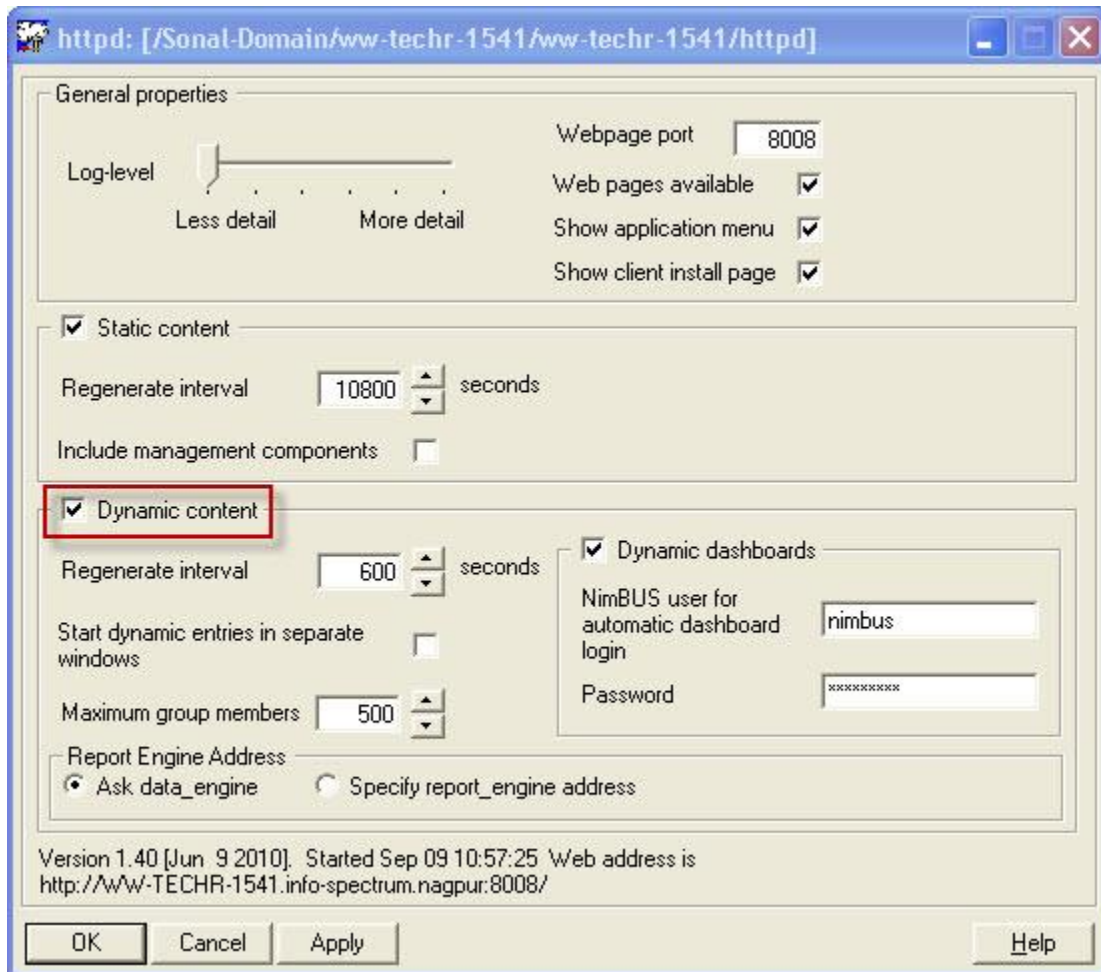 httpd: [/Sonal-Domain/ww-techr-1541/ww-techr-1541/httpd]
General properties
Log-level
Less detail More detail
Webpage port 8008
Web pages available
Show application menu
Show client install page
Static content
Regenerate interval 10800 seconds
Include management components
Dynamic content
Regenerate interval 600 seconds
Start dynamic entries in separate
windows
Maximum group members 500
Dynamic dashboards
NimBUS user for
automatic dashboard
login
nimbus
Password xxxxxxxxx
Report Engine Address
Ask data_engine Specify report_engine address
Version 1.40 [Jun 9 2010]. Started Sep 09 10:57:25 Web address is
http://WW-TECHR-1541.info-spectrum.nagpur:8008/
OK Cancel Apply Help